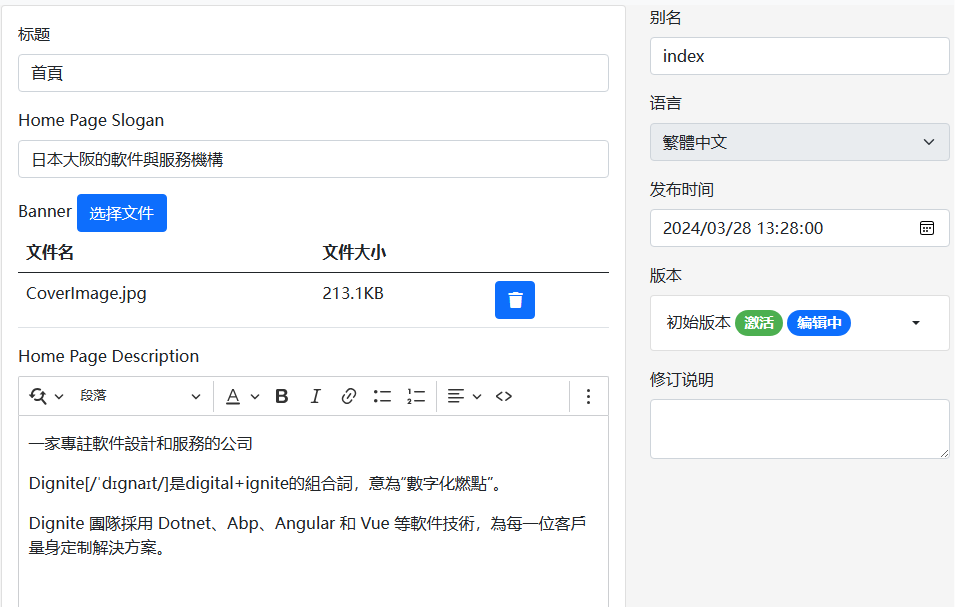 标题
首頁
Home Page Slogan
日本大阪的軟件與服務機構
Banner 选择文件
文件名 文件大小
CoverImage.jpg 213.1KB
Home Page Description
段落
一家專註軟件設計和服務的公司
Dignite[/ˈdɪɡnaɪt/]是digital+ignite的組合詞，意為“數字化燃點”。
Dignite 團隊採用 Dotnet、Abp、Angular 和 Vue 等軟件技術，為每一位客戶
量身定制解決方案。
别名
index
语言
繁體中文
发布时间
2024/03/28 13:28:00
版本
初始版本 激活 编辑中
修订说明